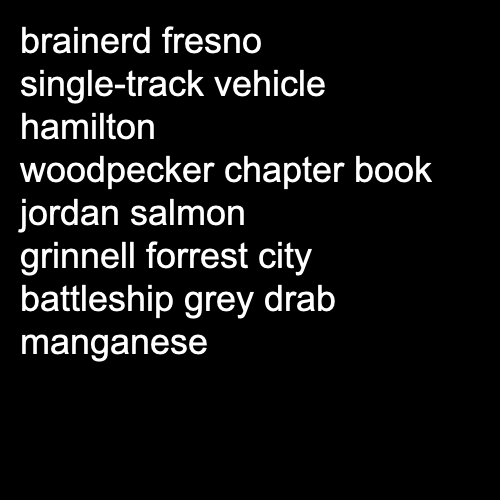 brainerd fresno
single-track vehicle
hamilton
woodpecker chapter book
jordan salmon
grinnell forrest city
battleship grey drab
manganese